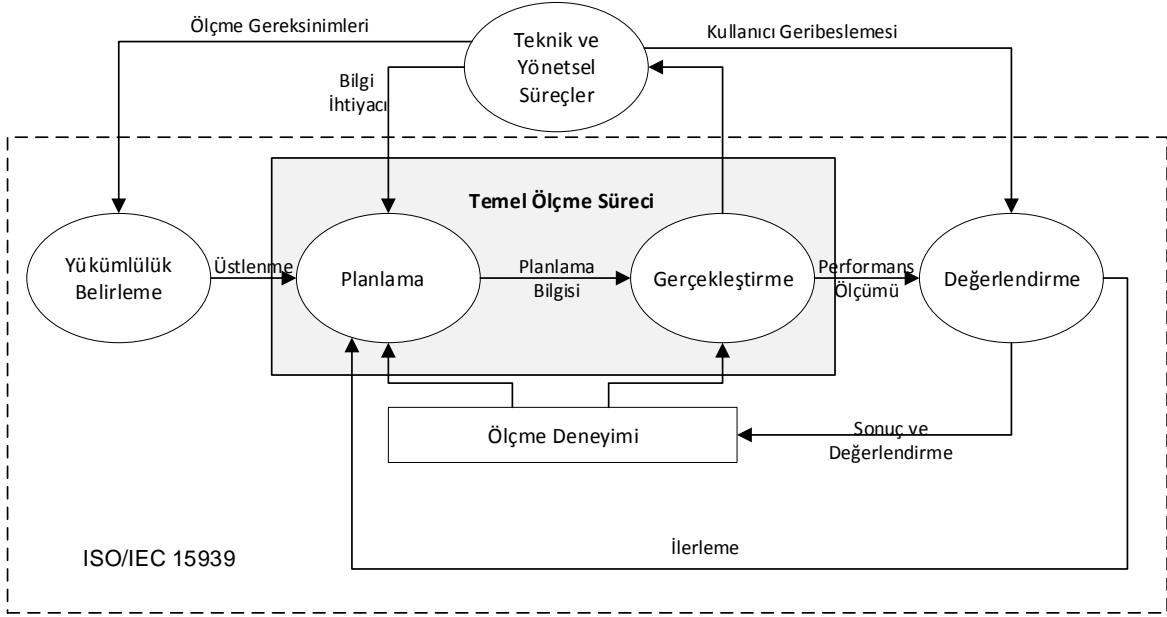 Ölçme Gereksinimleri
Teknik ve
Yönetsel
Süreçler
Kullanıcı Geribeslemesi
Bilgi
İhtiyacı
Temel Ölçme Süreci
Yükümlülük
Belirleme
Üstlenme
Planlama
Planlama
Bilgisi
Gerçekleştirme
Performans
Ölçümü
Değerlendirme
Ölçme Deneyimi
Sonuç ve
Değerlendirme
İlerleme
ISO/IEC 15939